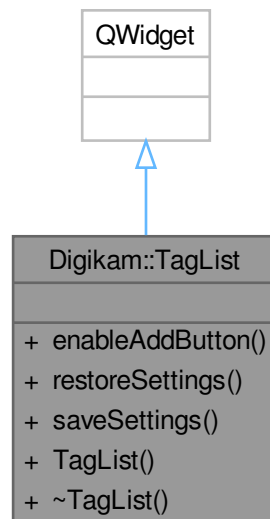 QWidget
Digikam::TagList
+ enableAddButton()
+ restoreSettings()
+ saveSettings()
+ TagList()
+ ~TagList()